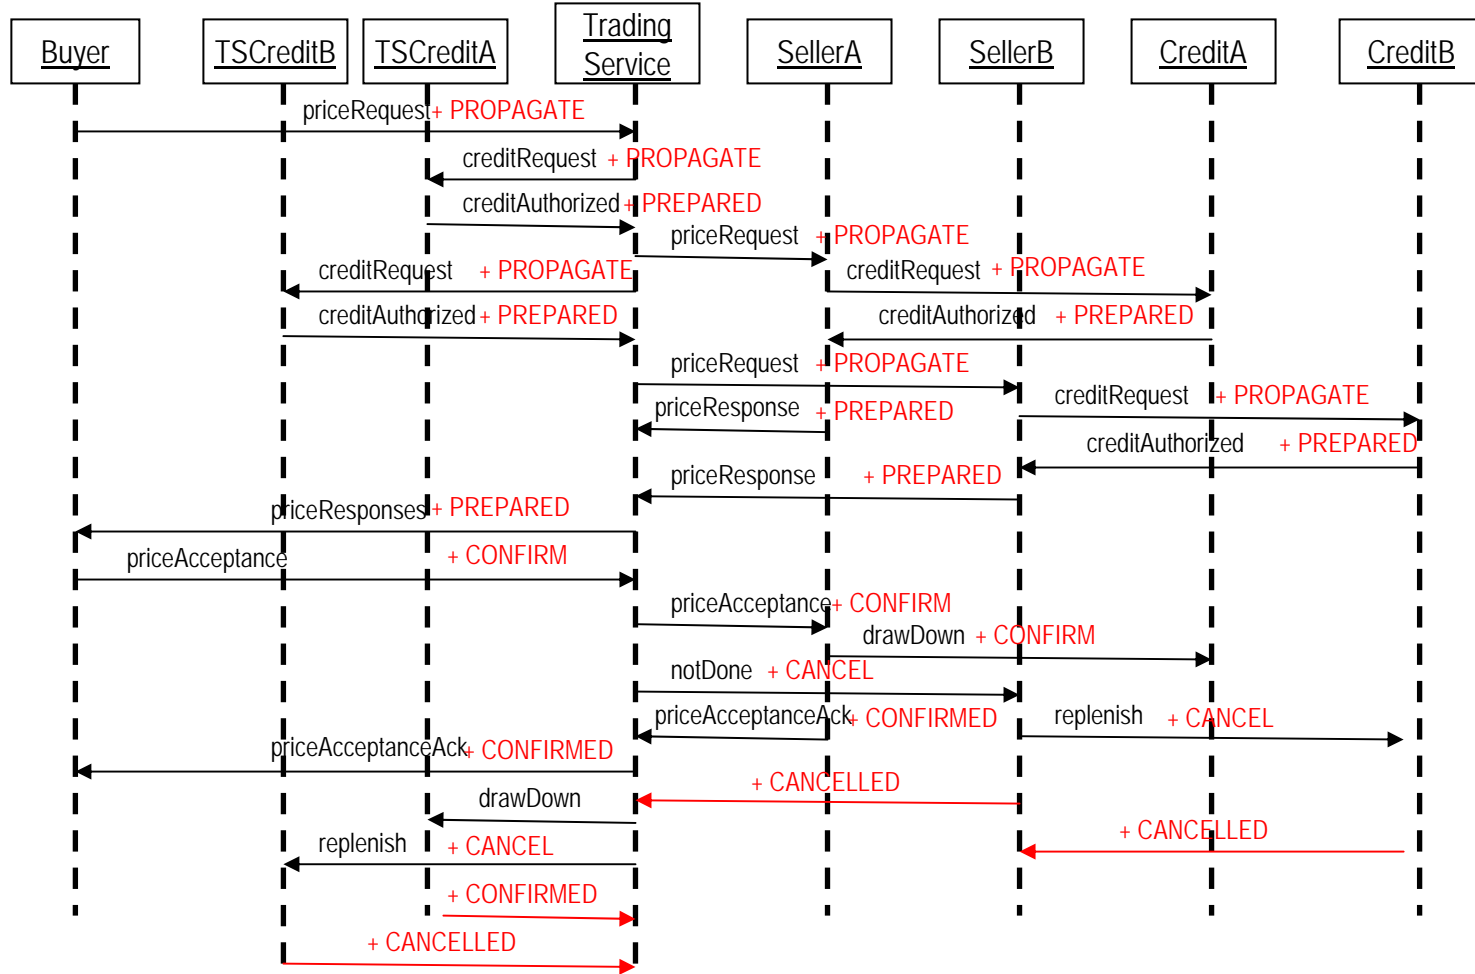 Buyer
TSCreditB
TSCreditA
Trading
Service
SellerA
SellerB
CreditA
CreditB
priceRequest + PROPAGATE
creditRequest + PROPAGATE
creditAuthorized + PREPARED
priceRequest + PROPAGATE
creditRequest + PROPAGATE
creditRequest + PROPAGATE
creditAuthorized + PREPARED
creditAuthorized + PREPARED
priceRequest + PROPAGATE
creditRequest + PROPAGATE
priceResponse + PREPARED
creditAuthorized + PREPARED
priceResponse + PREPARED
priceResponses + PREPARED
priceAcceptance + CONFIRM
priceAcceptance + CONFIRM
drawDown + CONFIRM
notDone + CANCEL
priceAcceptanceAck + CONFIRMED
replenish + CANCEL
priceAcceptanceAck + CONFIRMED
+ CANCELLED
drawDown
+ CANCELLED
replenish + CANCEL
+ CONFIRMED
+ CANCELLED